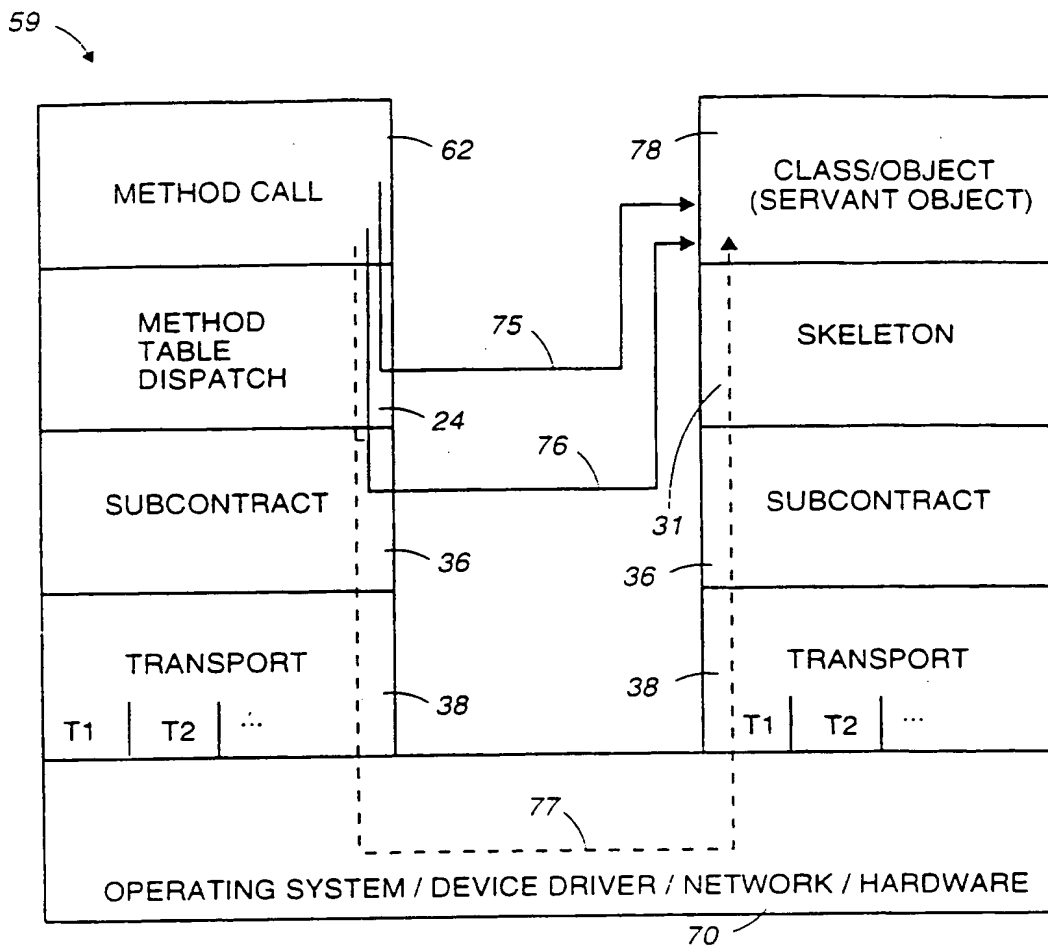 59
62
METHOD CALL
78
CLASS/OBJECT
(SERVANT OBJECT)
METHOD
TABLE
DISPATCH
75
24
SKELETON
76
31
SUBCONTRACT
36
SUBCONTRACT
36
TRANSPORT
38
T1
T2
...
TRANSPORT
38
T1
T2
...
77
OPERATING SYSTEM / DEVICE DRIVER / NETWORK / HARDWARE
70